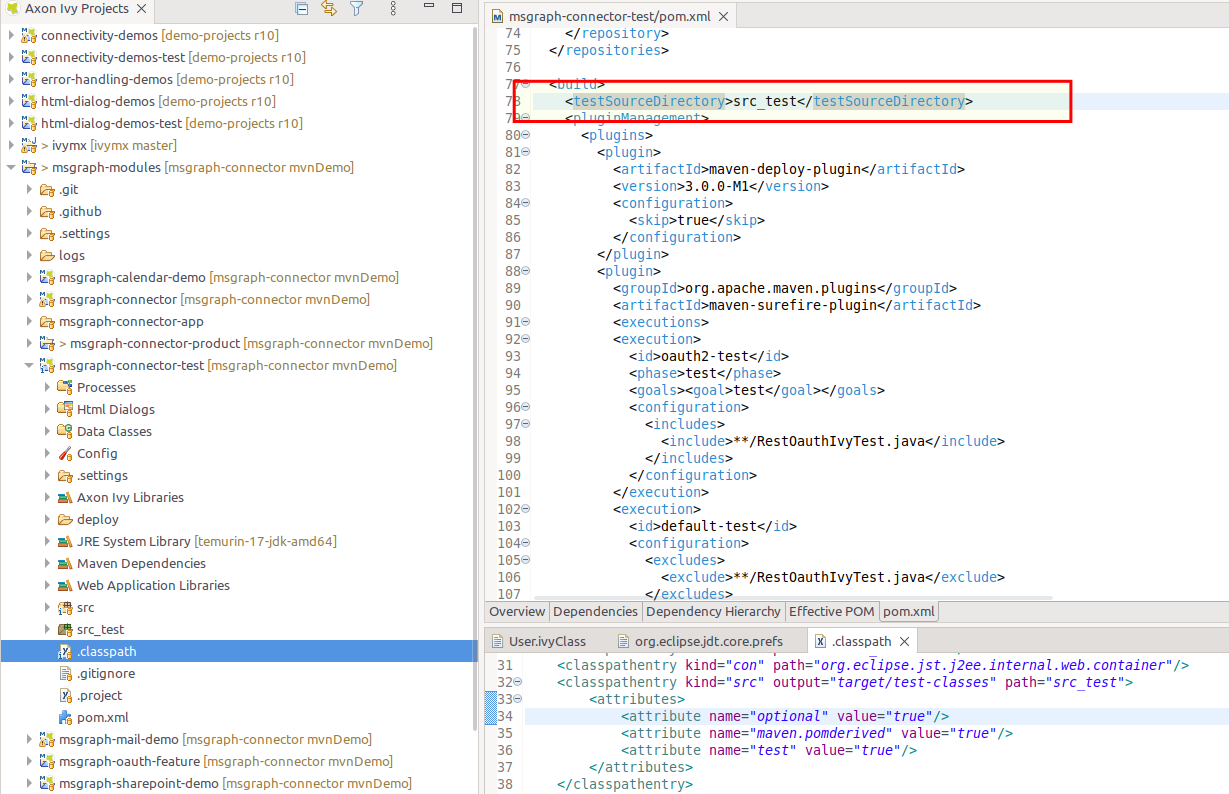 Axon Ivy Projects
connectivity-demos [demo-projects r10]
connectivity-demos-test [demo-projects r10]
error-handling-demos [demo-projects r10]
html-dialog-demos [demo-projects r10]
html-dialog-demos-test [demo-projects r10]
> ivymx [ivymx master]
> msgraph-modules [msgraph-connector mvnDemo]
.git
.github
.settings
logs
msgraph-calendar-demo [msgraph-connector mvnDemo]
msgraph-connector [msgraph-connector mvnDemo]
msgraph-connector-app
> msgraph-connector-product [msgraph-connector mvnDemo]
msgraph-connector-test [msgraph-connector mvnDemo]
Processes
Html Dialogs
Data Classes
Config
.settings
Axon Ivy Libraries
deploy
JRE System Library [temurin-17-jdk-amd64]
Maven Dependencies
Web Application Libraries
src
src_test
.classpath
.gitignore
.project
pom.xml
msgraph-mail-demo [msgraph-connector mvnDemo]
msgraph-oauth-feature [msgraph-connector mvnDemo]
msgraph-sharepoint-demo [msgraph-connector mvnDemo]
msgraph-connector-test/pom.xml
74 </repository>
75 </repositories>
76
77 <build>
78 <testSourceDirectory>src_test</testSourceDirectory>
79 <pluginManagement>
80 <plugins>
81 <plugin>
82 <artifactId>maven-deploy-plugin</artifactId>
83 <version>3.0.0-M1</version>
84 <configuration>
85 <skip>true</skip>
86 </configuration>
87 </plugin>
88 <plugin>
89 <groupId>org.apache.maven.plugins</groupId>
90 <artifactId>maven-surefire-plugin</artifactId>
91 <executions>
92 <execution>
93 <id>oauth2-test</id>
94 <phase>test</phase>
95 <goals><goal>test</goal></goals>
96 <configuration>
97 <includes>
98 <include>**/RestOauthIvyTest.java</include>
99 </includes>
100 </configuration>
101 </execution>
102 <execution>
103 <id>default-test</id>
104 <configuration>
105 <excludes>
106 <exclude>**/RestOauthIvyTest.java</exclude>
107 </excludes>
Overview Dependencies Dependency Hierarchy Effective POM pom.xml
User.ivyClass org.eclipse.jdt.core.prefs .classpath
31 <classpathentry kind="con" path="org.eclipse.jst.j2ee.internal.web.container"/>
32 <classpathentry kind="src" output="target/test-classes" path="src_test">
33 <attributes>
34 <attribute name="optional" value="true"/>
35 <attribute name="maven.pomderived" value="true"/>
36 <attribute name="test" value="true"/>
37 </attributes>
38 </classpathentry>